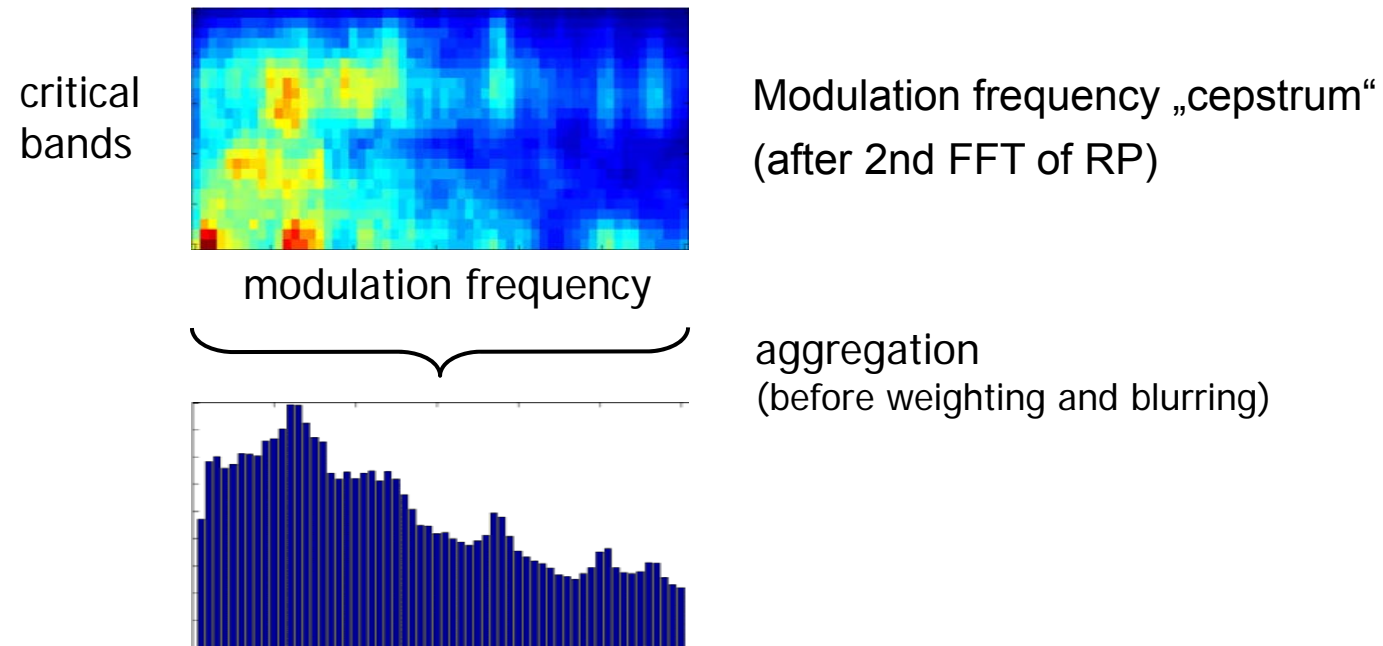 critical
bands
Modulation frequency „cepstrum“
(after 2nd FFT of RP)
modulation frequency
aggregation
(before weighting and blurring)